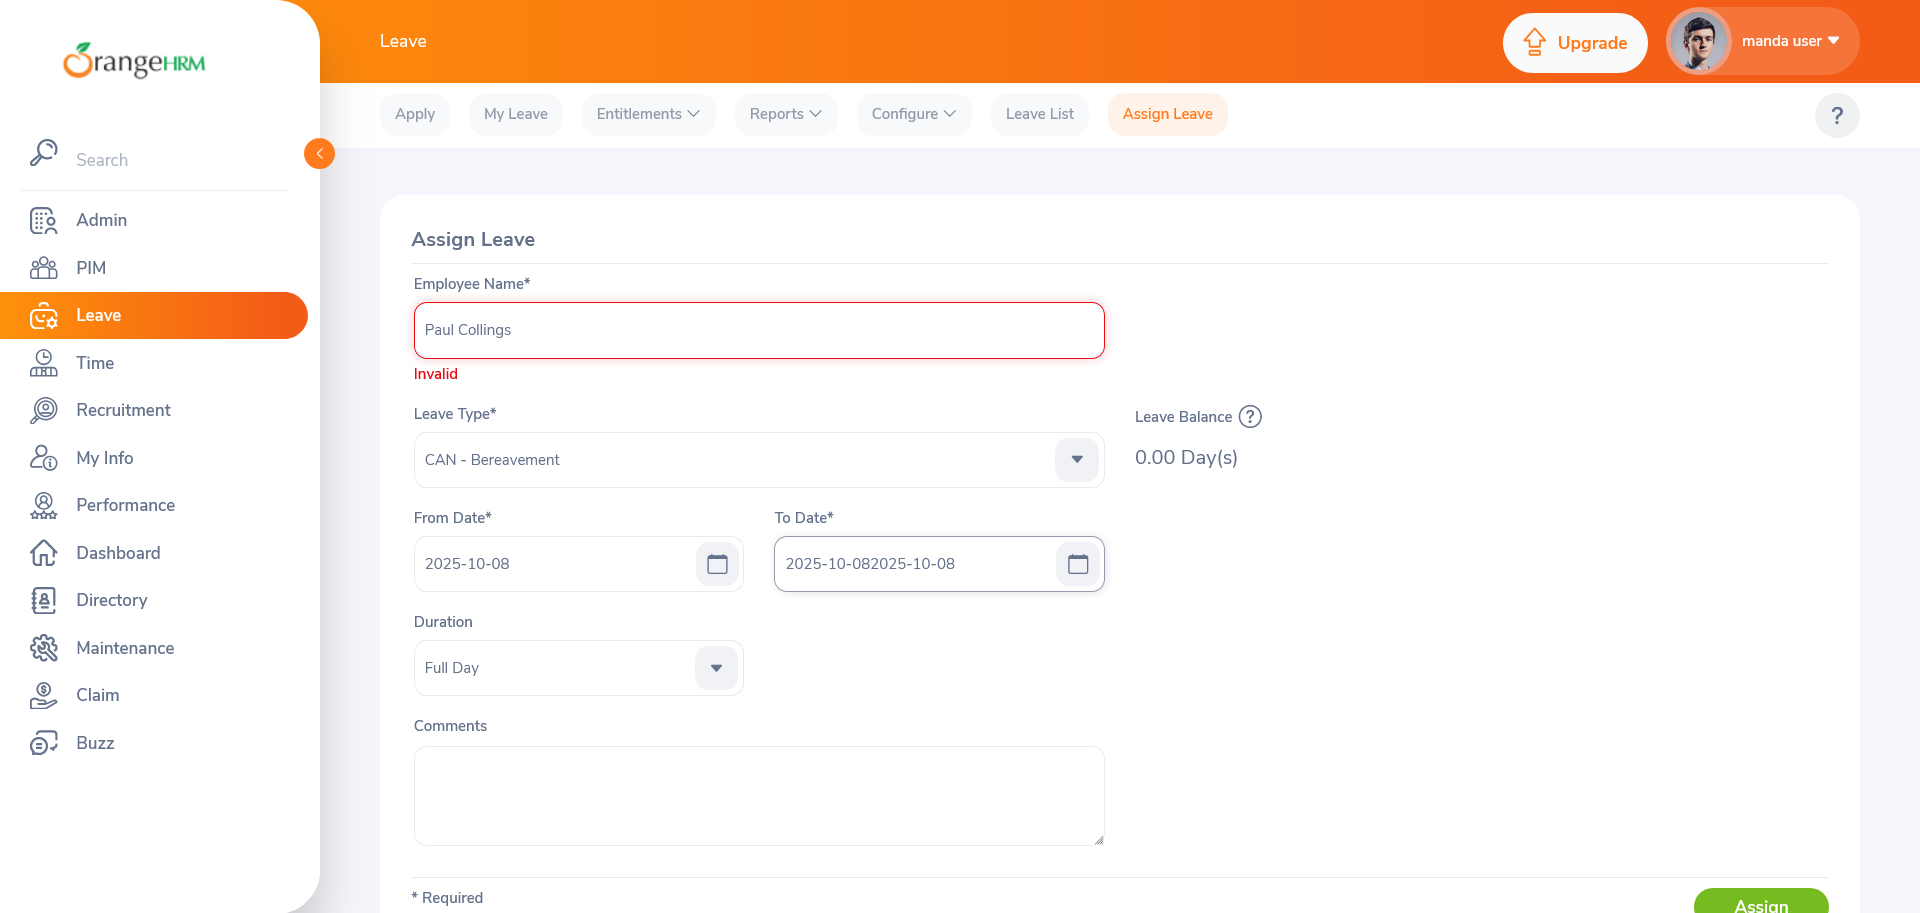 OrangeHRM
Leave
Upgrade
manda user
Apply
My Leave
Entitlements
Reports
Configure
Leave List
Assign Leave
?
Search
Admin
PIM
Leave
Time
Recruitment
My Info
Performance
Dashboard
Directory
Maintenance
Claim
Buzz
Assign Leave
Employee Name*
Paul Collings
Invalid
Leave Type*
CAN - Bereavement
Leave Balance ?
0.00 Day(s)
From Date*
2025-10-08
To Date*
2025-10-082025-10-08
Duration
Full Day
Comments
* Required
Assign